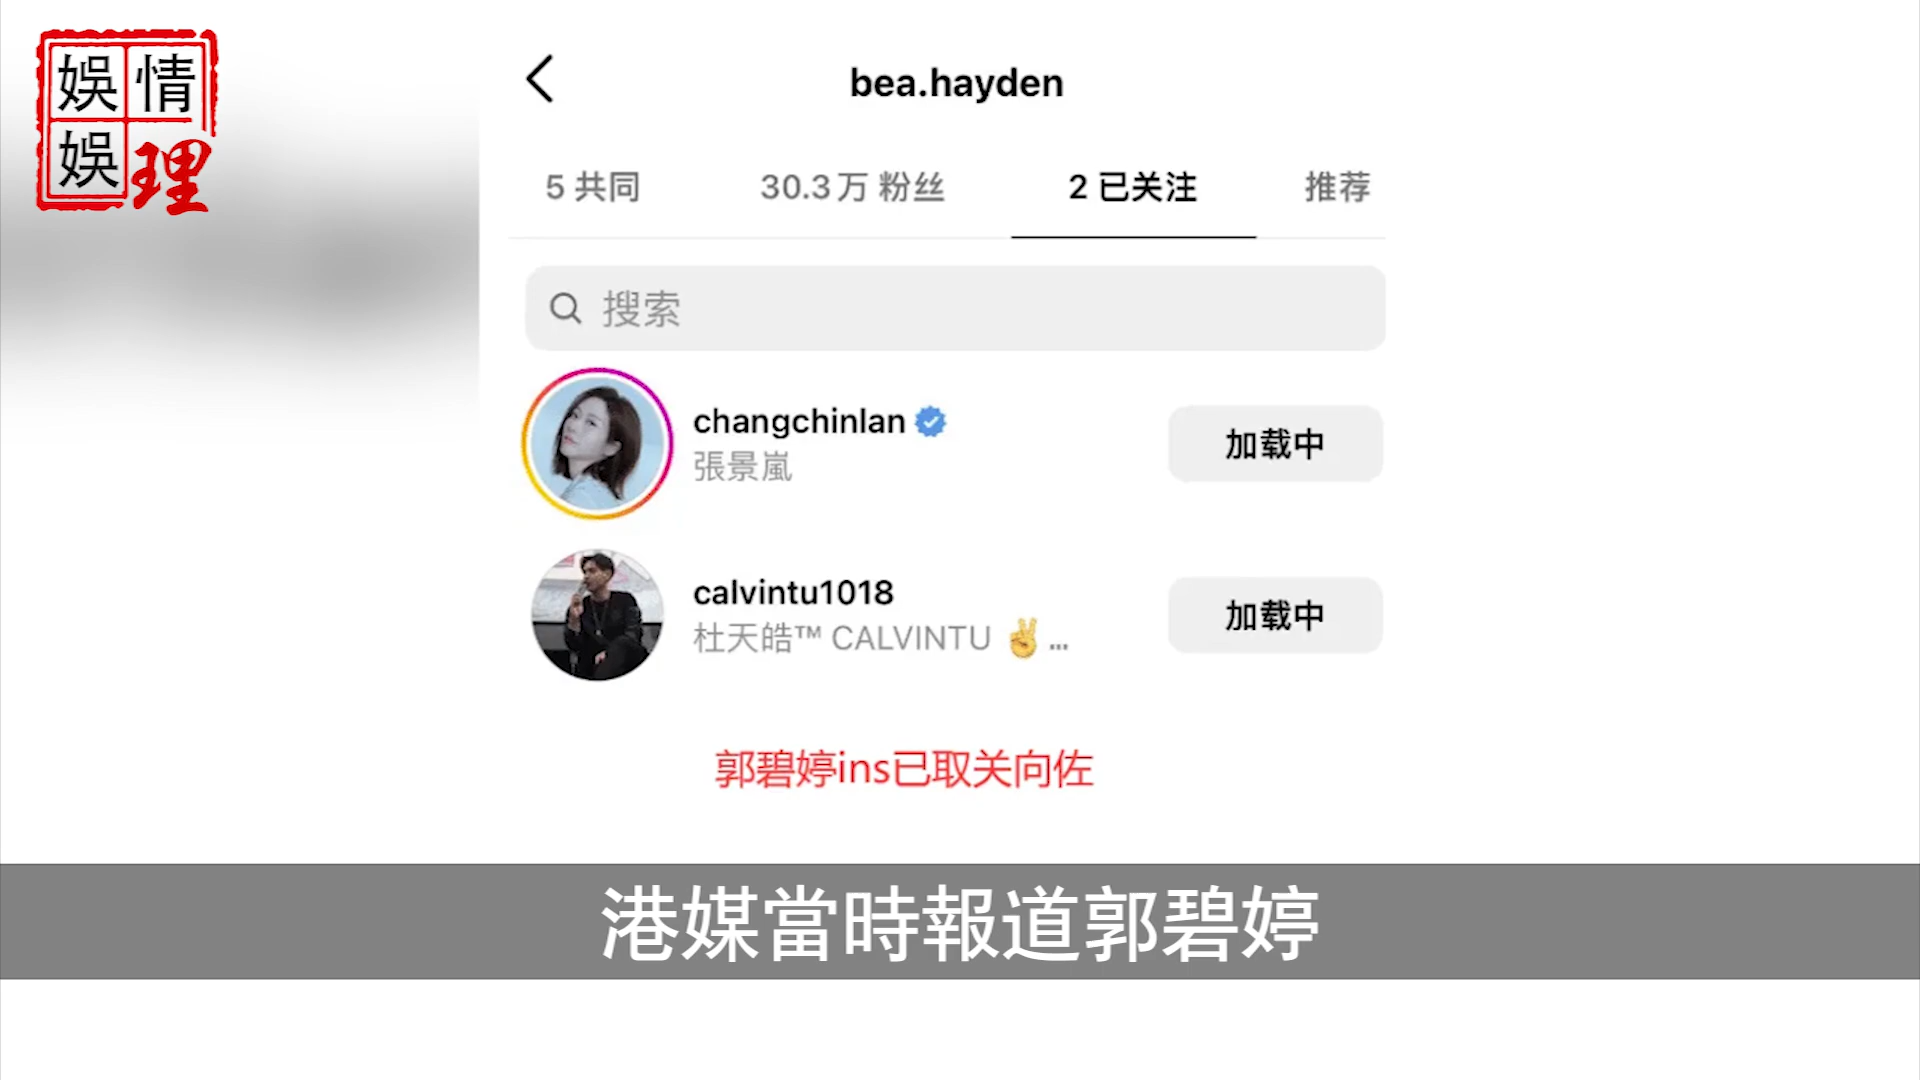 娛情
娛理
bea.hayden
5 共同 30.3万 粉丝 2 已关注 推荐
搜索
changchinlan
張景嵐
加载中
calvintu1018
杜天皓™ CALVINTU ✌️ ...
加载中
郭碧婷ins已取关向佐
港媒當時報道郭碧婷